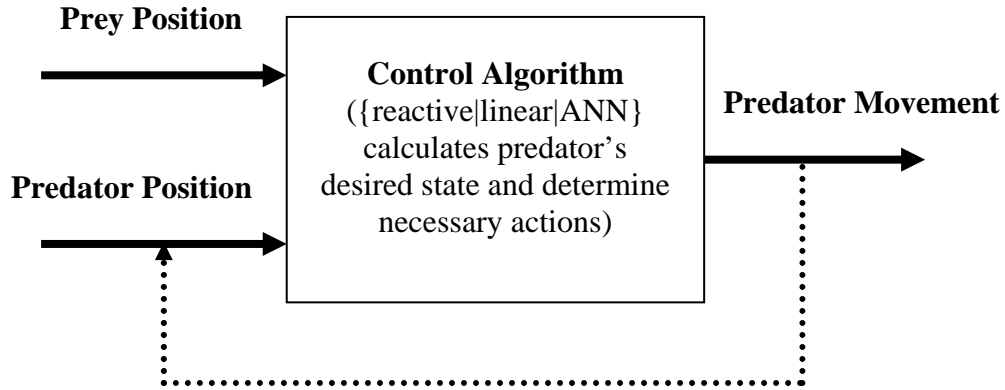 Prey Position
Predator Position
Control Algorithm
({reactive|linear|ANN}
calculates predator’s
desired state and determine
necessary actions)
Predator Movement